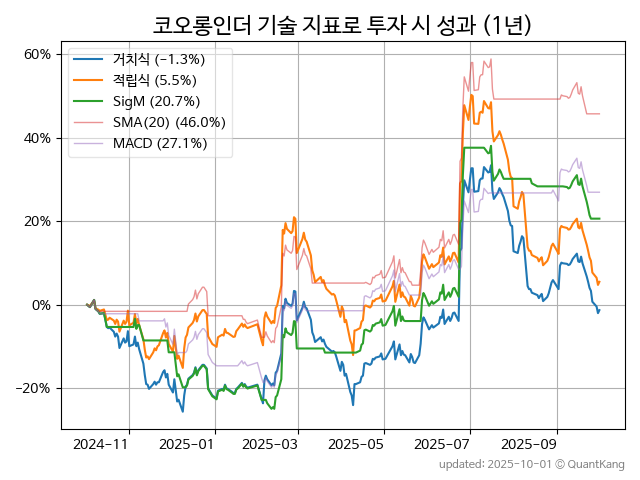 코오롱인더 기술 지표로 투자 시 성과 (1년)
60%
40%
20%
0%
−20%
거치식 (-1.3%)
적립식 (5.5%)
SigM (20.7%)
SMA(20) (46.0%)
MACD (27.1%)
2024-11 2025-01 2025-03 2025-05 2025-07 2025-09
updated: 2025-10-01 © QuantKang